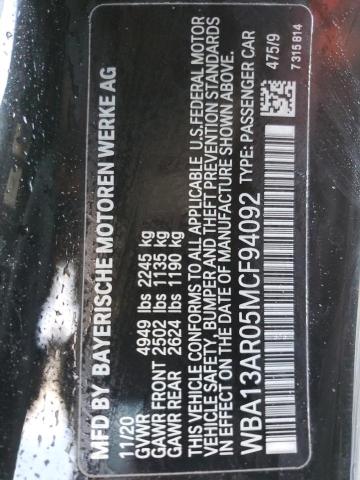 MFD BY BAYERISCHE MOTOREN WERKE AG
11/20
GVWR 4949 lbs 2245 kg
GAWR FRONT 2502 lbs 1135 kg
GAWR REAR 2624 lbs 1190 kg
THIS VEHICLE CONFORMS TO ALL APPLICABLE U.S.FEDERAL MOTOR
VEHICLE SAFETY, BUMPER AND THEFT PREVENTION STANDARDS
IN EFFECT ON THE DATE OF MANUFACTURE SHOWN ABOVE.
WBA13AR05MCF94092 TYPE: PASSENGER CAR
475/9
7315814